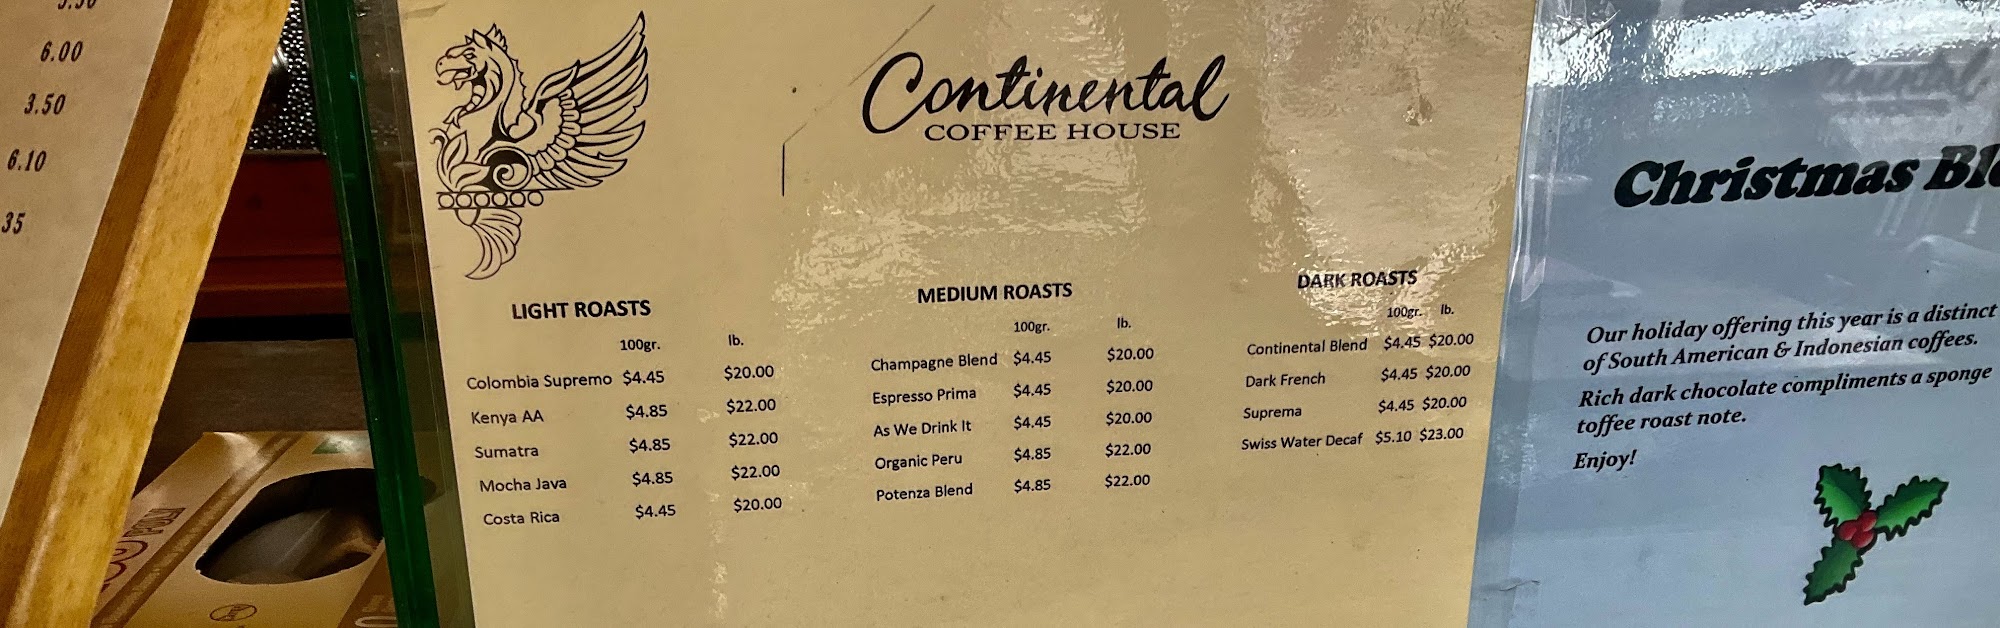 6.00
3.50
6.10
35
Continental
COFFEE HOUSE
LIGHT ROASTS
100gr. lb.
Colombia Supremo $4.45 $20.00
Kenya AA $4.85 $22.00
Sumatra $4.85 $22.00
Mocha Java $4.85 $22.00
Costa Rica $4.45 $20.00
MEDIUM ROASTS
100gr. lb.
Champagne Blend $4.45 $20.00
Espresso Prima $4.45 $20.00
As We Drink It $4.45 $20.00
Organic Peru $4.85 $22.00
Potenza Blend $4.85 $22.00
DARK ROASTS
100gr. lb.
Continental Blend $4.45 $20.00
Dark French $4.45 $20.00
Suprema $4.45 $20.00
Swiss Water Decaf $5.10 $23.00
Christmas
Our holiday offering this year is a distinct
of South American & Indonesian coffees.
Rich dark chocolate compliments a sponge
toffee roast note.
Enjoy!